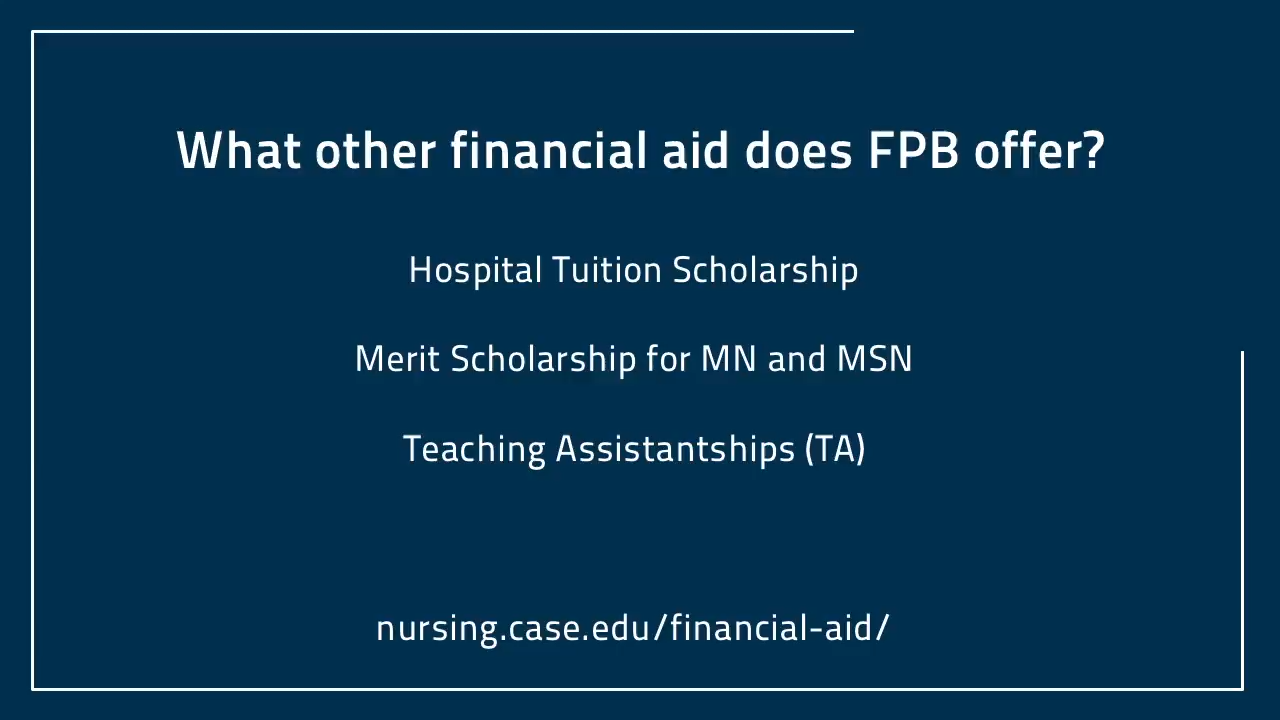 What other financial aid does FPB offer?
Hospital Tuition Scholarship
Merit Scholarship for MN and MSN
Teaching Assistantships (TA)
nursing.case.edu/financial-aid/